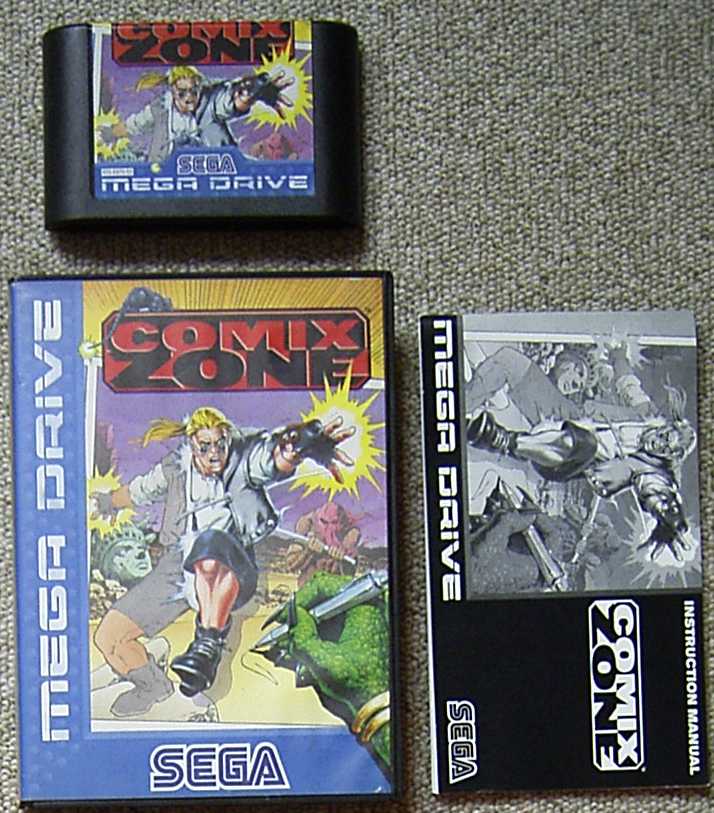 COMIX
ZONE
SEGA
MEGA DRIVE
MEGA DRIVE
COMIX
ZONE
SEGA
MEGA DRIVE
INSTRUCTION MANUAL
COMIX
ZONE
SEGA